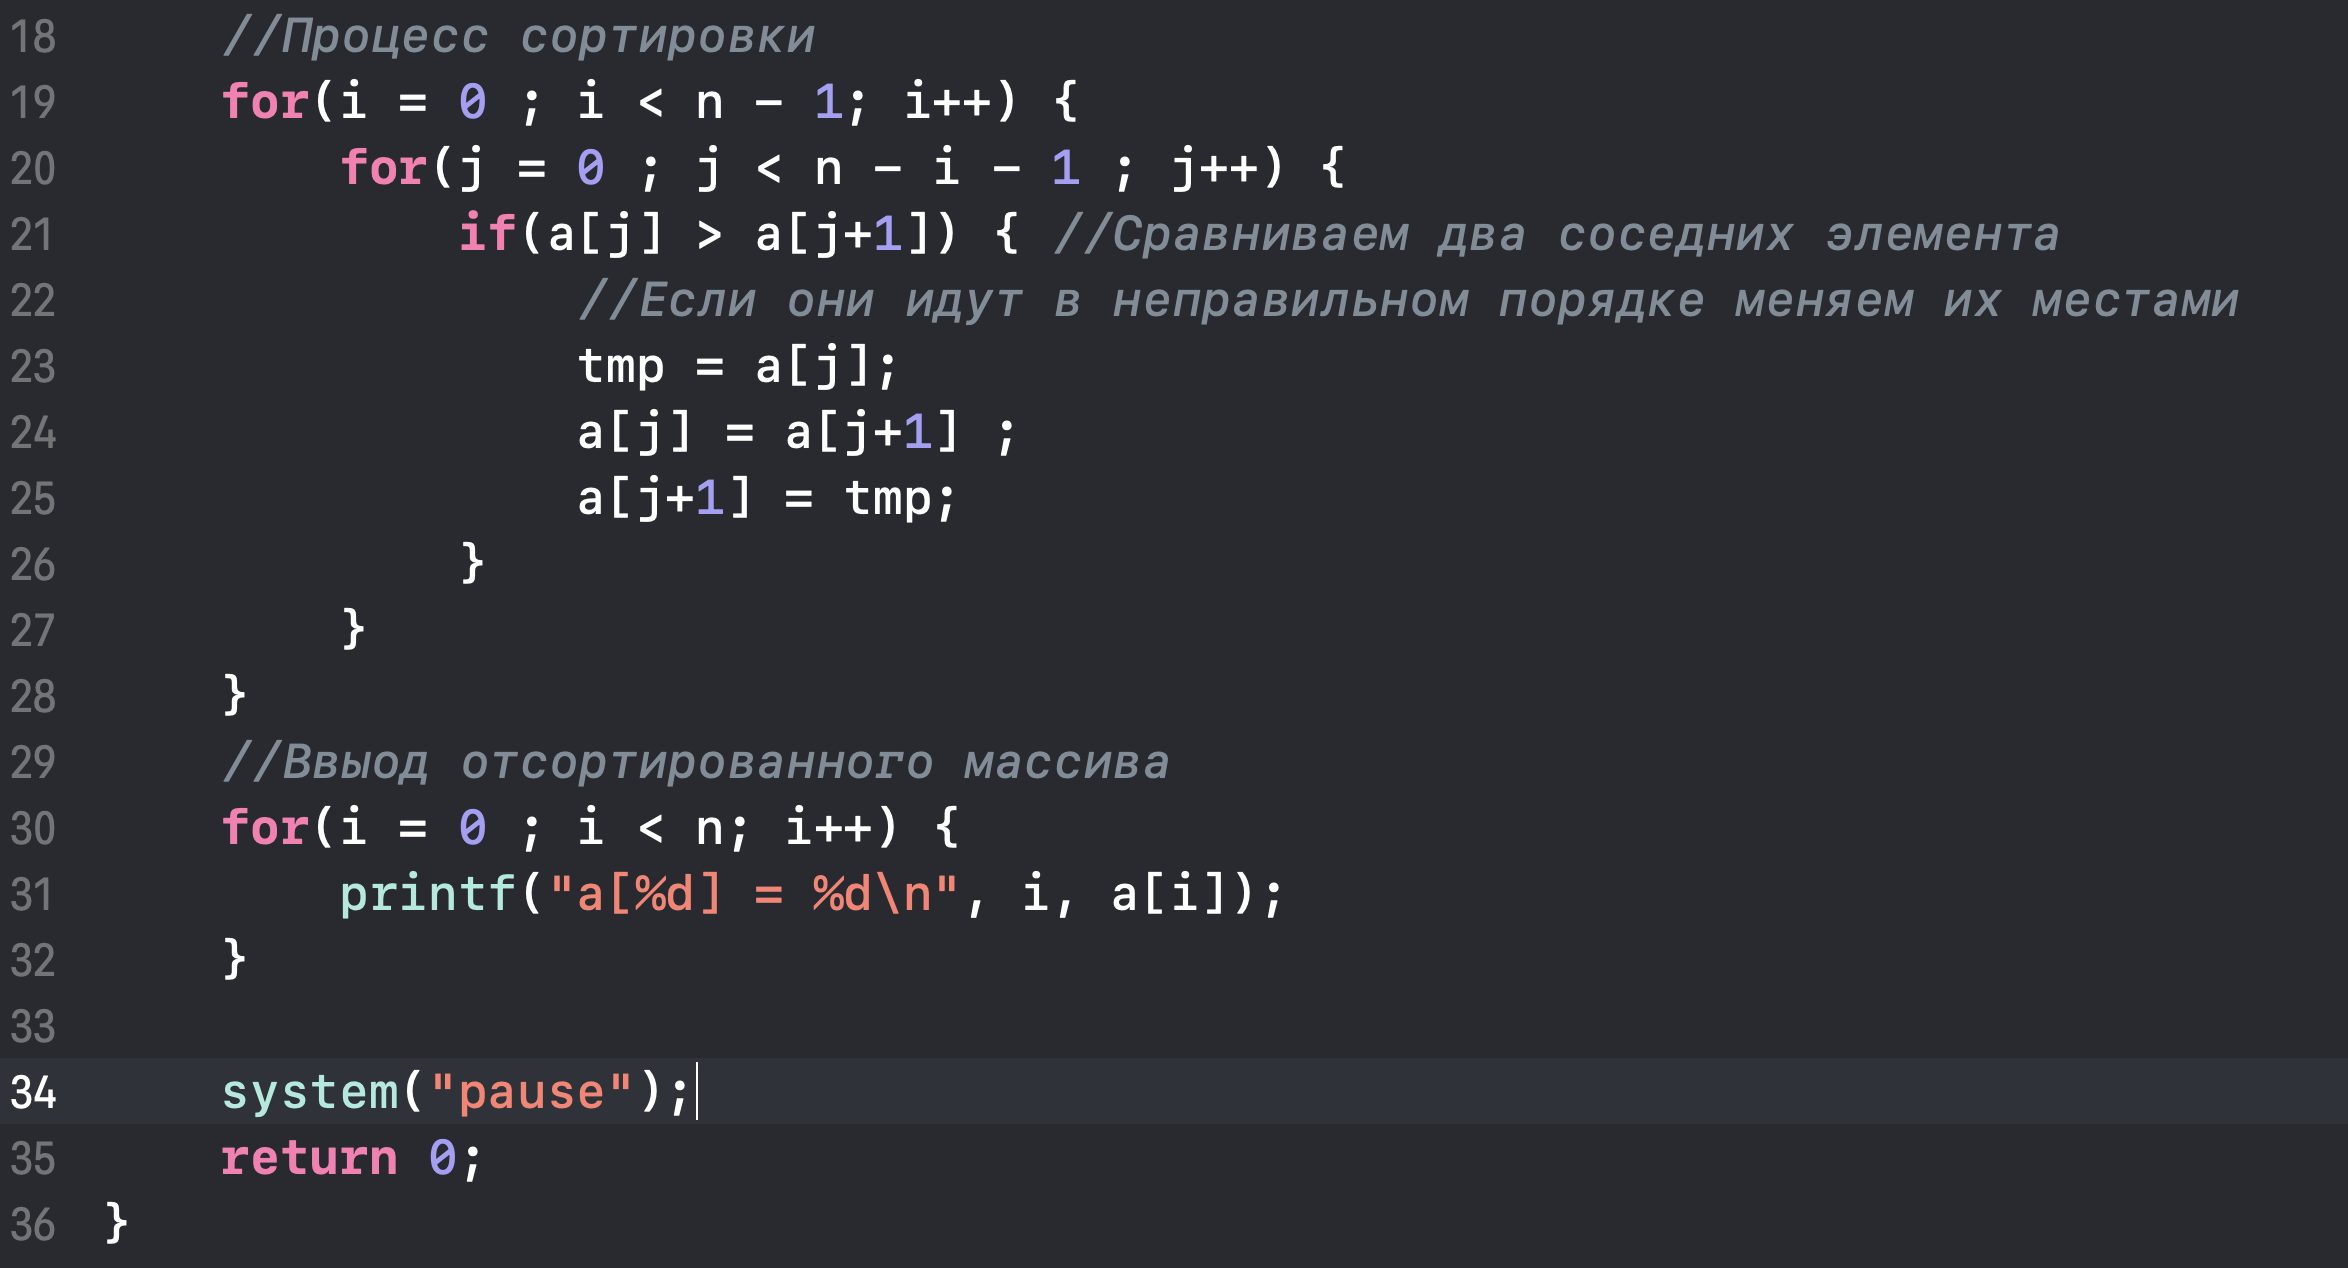 18 //Процесс сортировки
19 for(i = 0 ; i < n - 1; i++) {
20 for(j = 0 ; j < n - i - 1 ; j++) {
21 if(a[j] > a[j+1]) { //Сравниваем два соседних элемента
22 //Если они идут в неправильном порядке меняем их местами
23 tmp = a[j];
24 a[j] = a[j+1] ;
25 a[j+1] = tmp;
26 }
27 }
28 }
29 //Ввыод отсортированного массива
30 for(i = 0 ; i < n; i++) {
31 printf("a[%d] = %d\n", i, a[i]);
32 }
33
34 system("pause");
35 return 0;
36 }